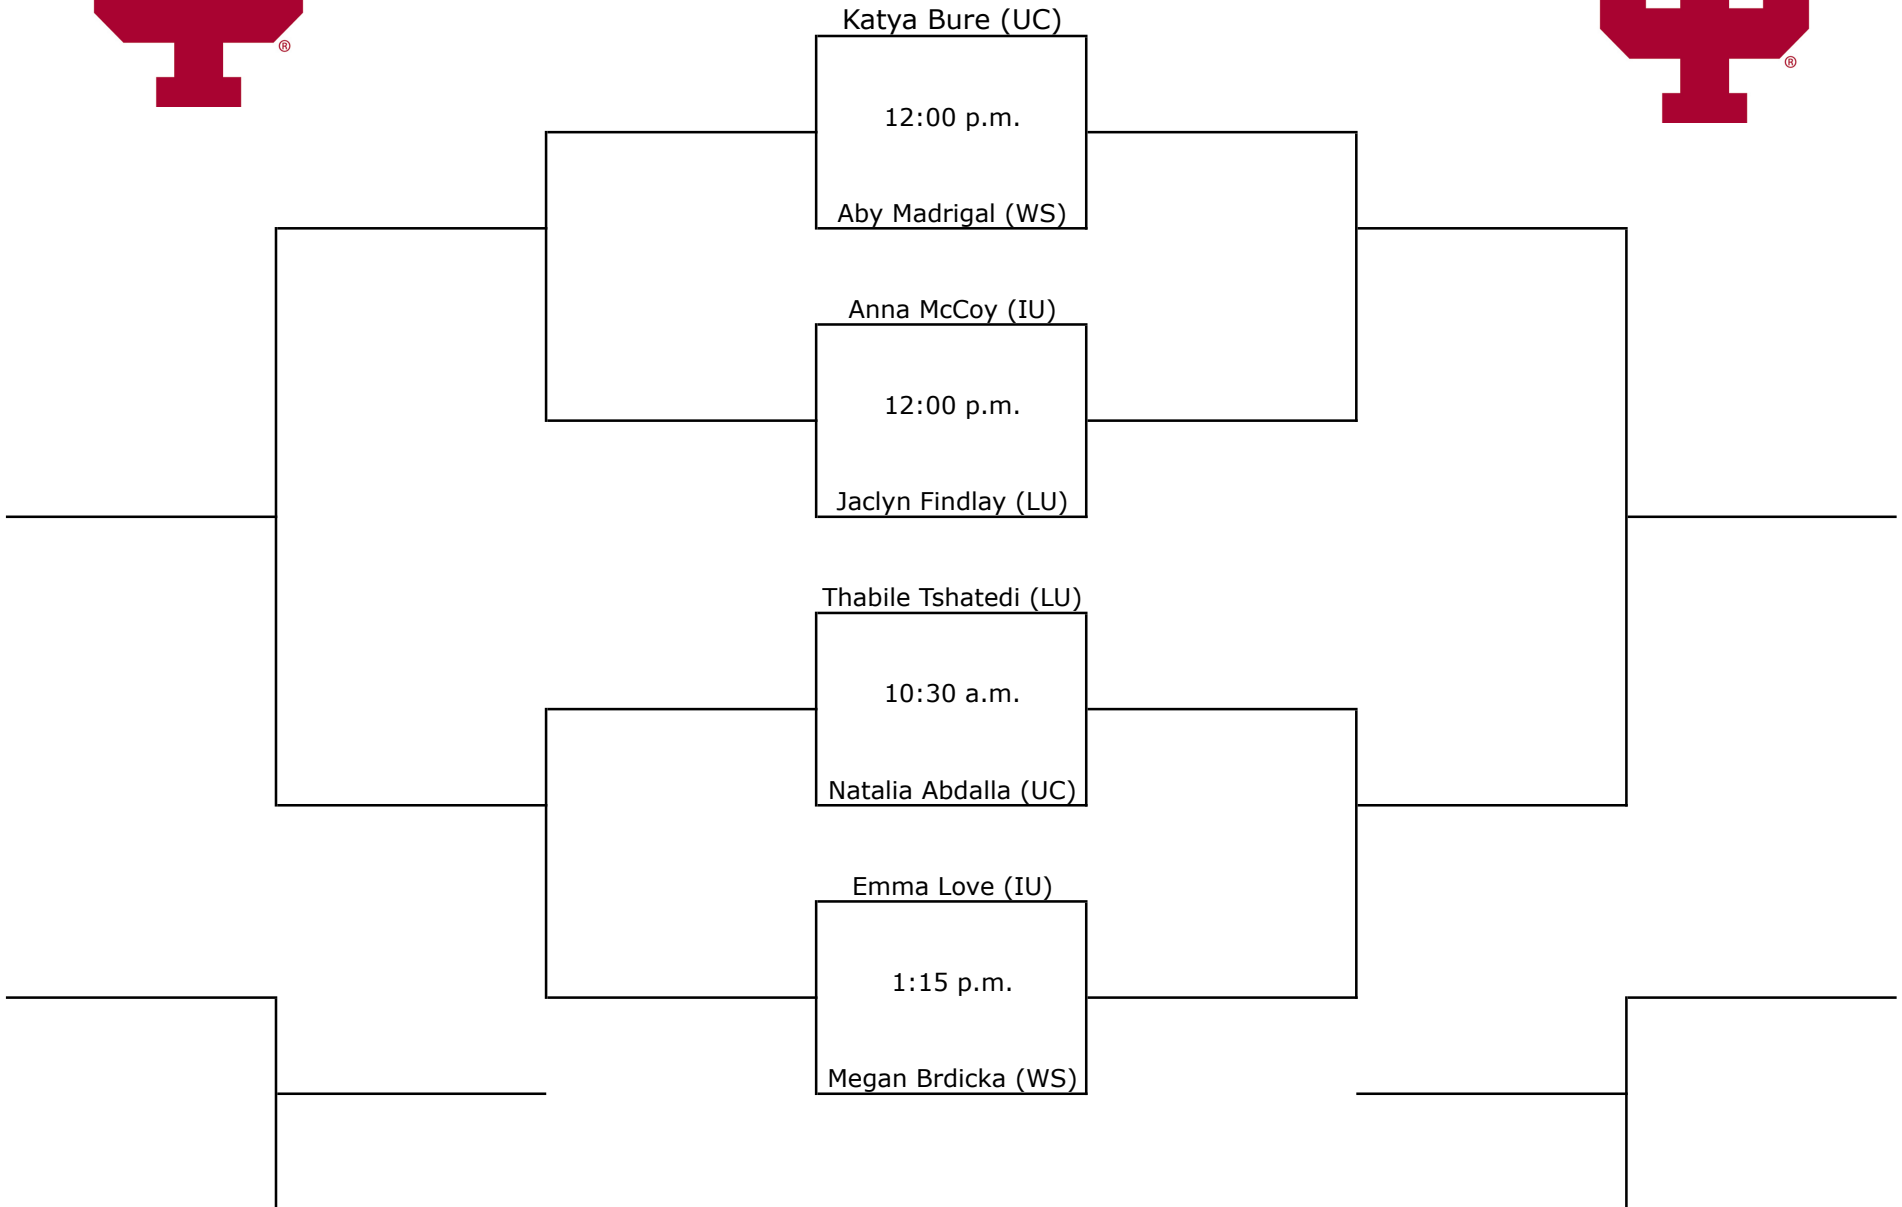 Katya Bure (UC)
®
®
12:00 p.m.
Aby Madrigal (WS)
Anna McCoy (IU)
12:00 p.m.
Jaclyn Findlay (LU)
Thabile Tshatedi (LU)
10:30 a.m.
Natalia Abdalla (UC)
Emma Love (IU)
1:15 p.m.
Megan Brdicka (WS)